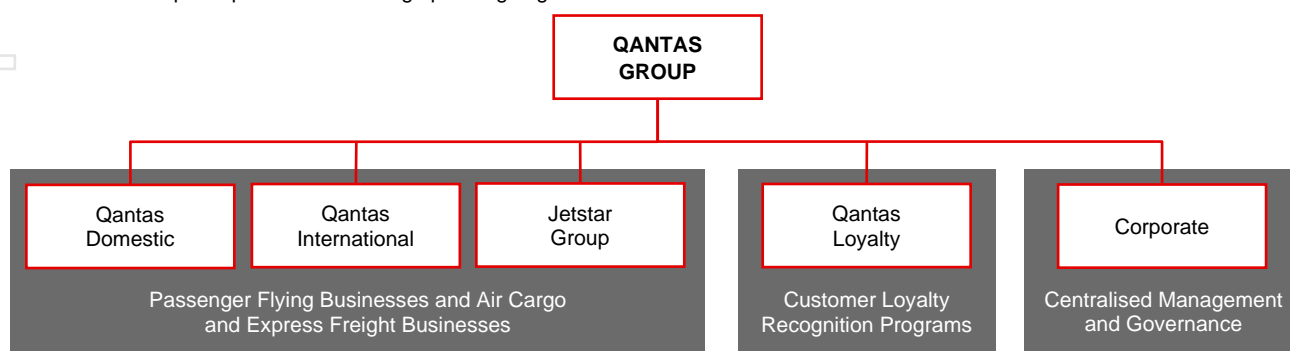 QANTAS
GROUP
Qantas
Domestic
Qantas
International
Jetstar
Group
Qantas
Loyalty
Corporate
Passenger Flying Businesses and Air Cargo
and Express Freight Businesses
Customer Loyalty
Recognition Programs
Centralised Management
and Governance